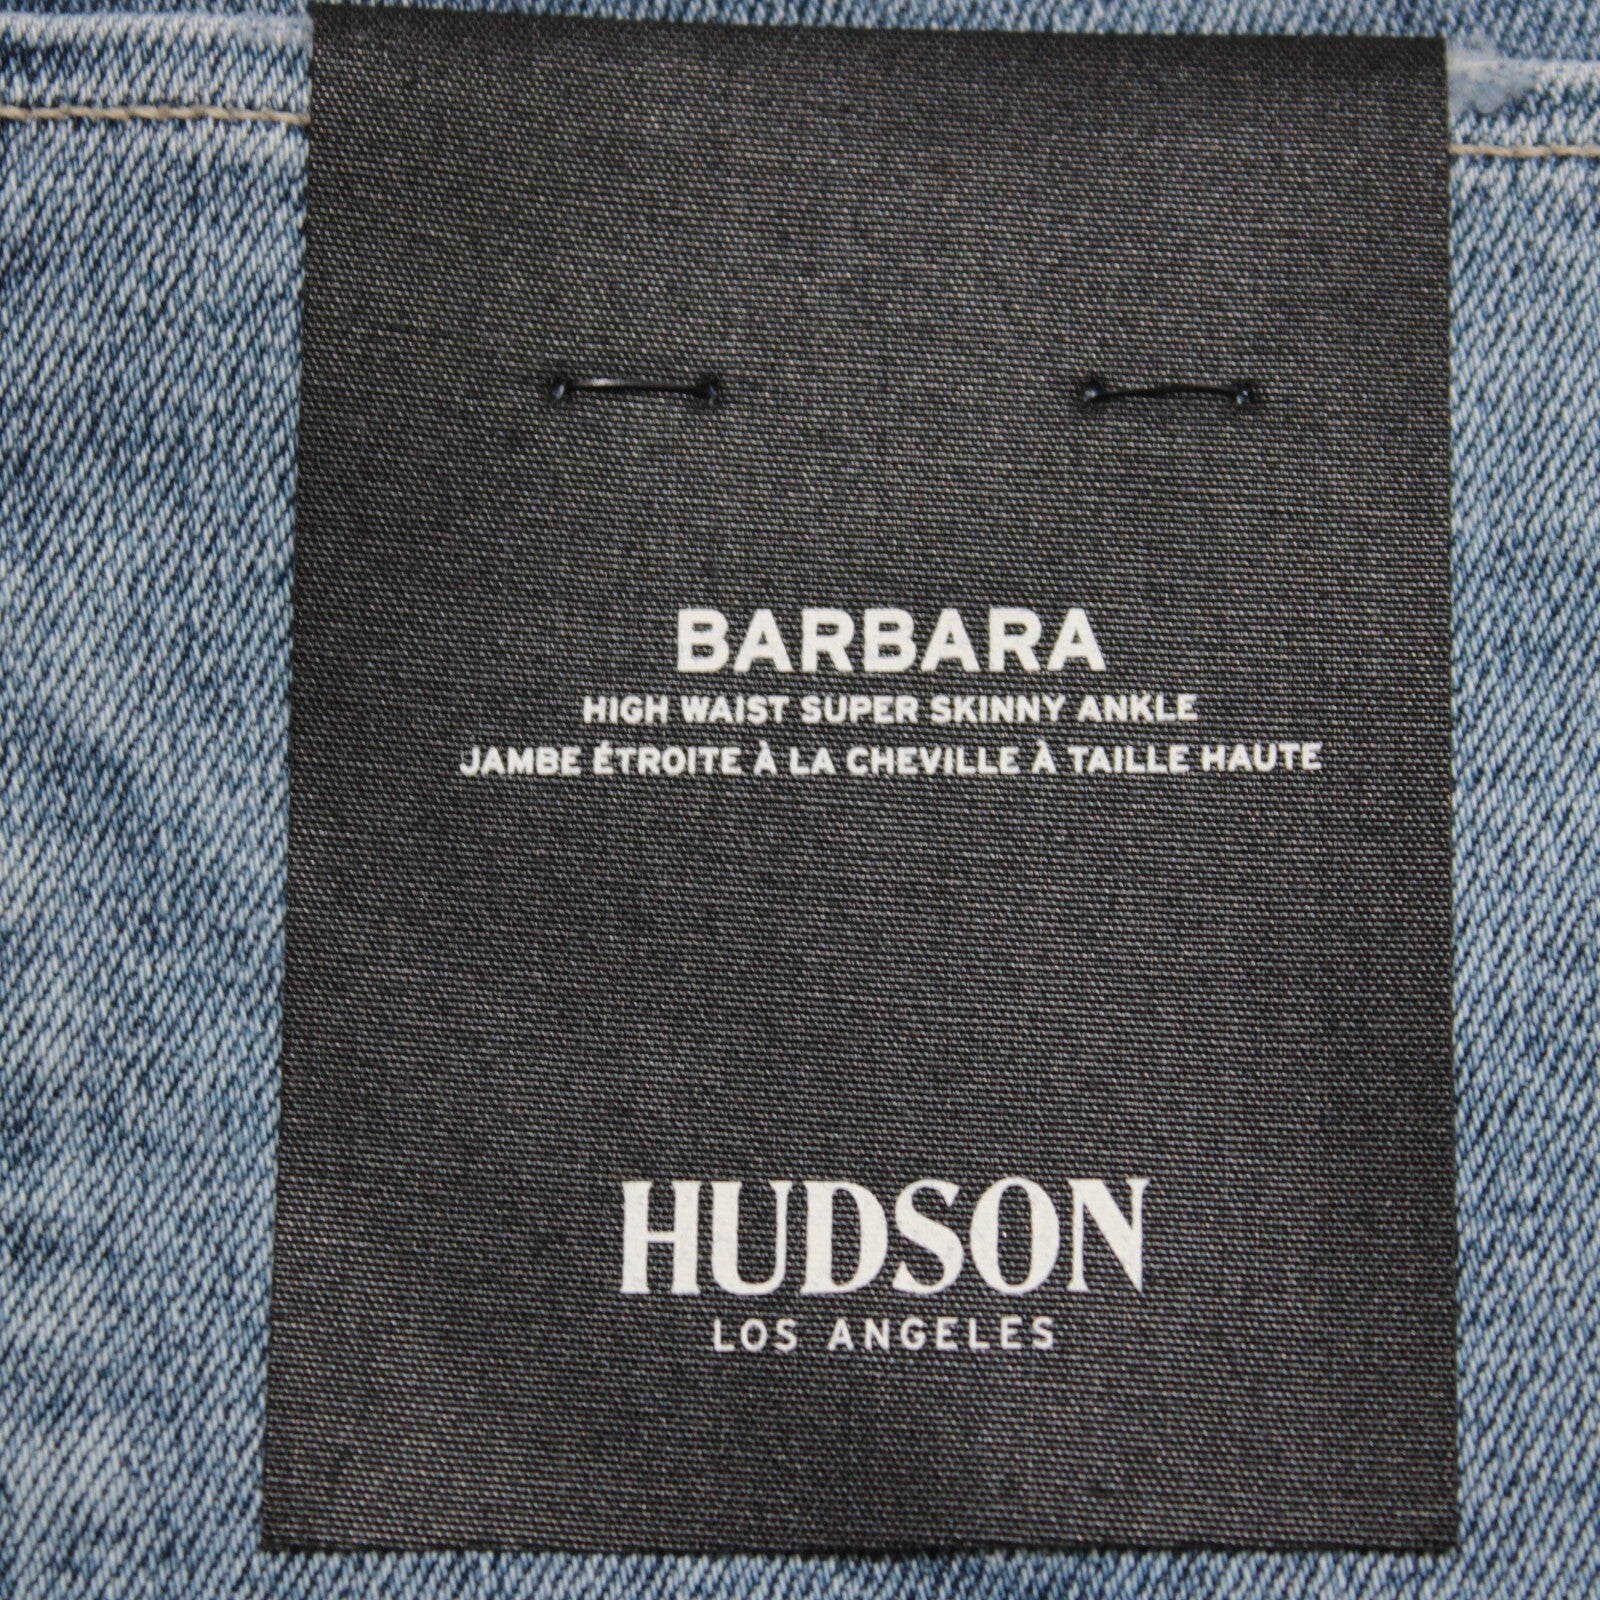 BARBARA
HIGH WAIST SUPER SKINNY ANKLE
JAMBE ÉTROITE À LA CHEVILLE À TAILLE HAUTE
HUDSON
LOS ANGELES